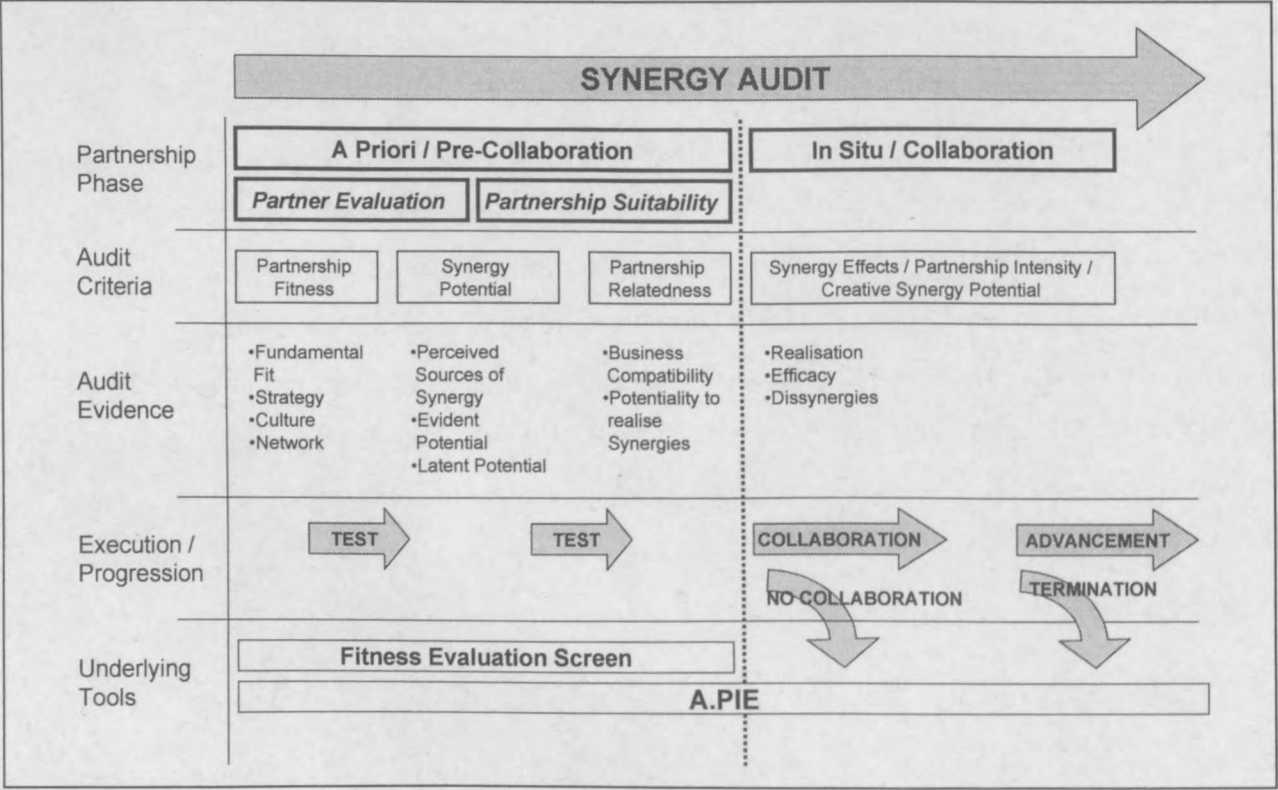 SYNERGY AUDIT
Partnership
Phase
A Priori / Pre-Collaboration
In Situ / Collaboration
Partner Evaluation
Partnership Suitability
Audit
Criteria
Partnership
Fitness
Synergy
Potential
Partnership
Relatedness
Synergy Effects / Partnership Intensity /
Creative Synergy Potential
Audit
Evidence
•Fundamental
Fit
•Strategy
•Culture
•Network
•Perceived
Sources of
Synergy
•Evident
Potential
•Latent Potential
•Business
Compatibility
•Potentiality to
realise
Synergies
•Realisation
•Efficacy
•Dissynergies
Execution /
Progression
TEST
TEST
COLLABORATION
ADVANCEMENT
NO COLLABORATION
TERMINATION
Underlying
Tools
Fitness Evaluation Screen
A.PIE